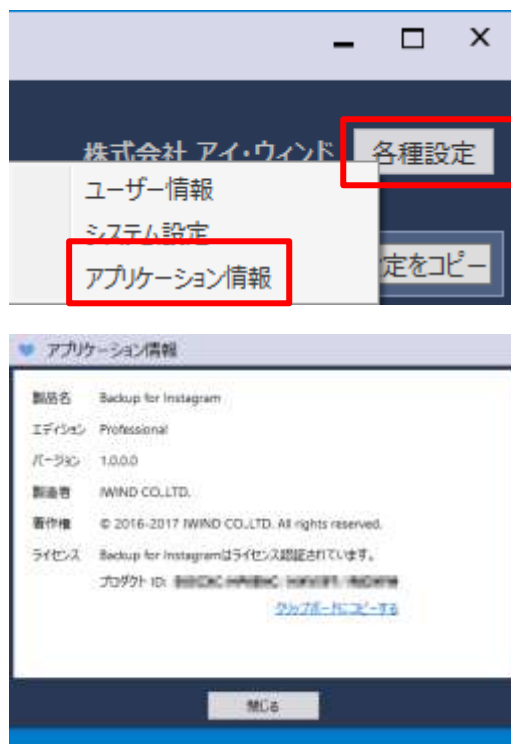 株式会社 アイ・ウィンド 各種設定
ユーザー情報
システム設定
アプリケーション情報
定をコピー
アプリケーション情報
製品名 Backup for Instagram
エディション Professional
バージョン 1.0.0.0
製造者 IWIND CO.,LTD.
著作権 © 2016-2017 IWIND CO.,LTD. All rights reserved.
ライセンス Backup for Instagramはライセンス認証されています。
プロダクト ID:
クリップボードにコピーする
閉じる